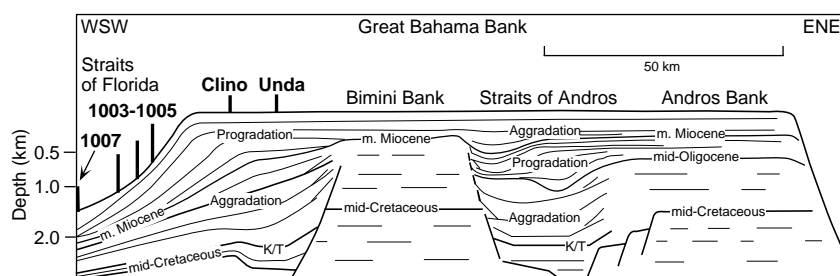 WSW
Great Bahama Bank
ENE
50 km
Straits
of Florida
Clino
Unda
Bimini Bank
Straits of Andros
Andros Bank
1003-1005
1007
Progradation
m. Miocene
Aggradation
m. Miocene
0.5
Progradation
mid-Oligocene
1.0
Depth (km)
Aggradation
mid-Cretaceous
Aggradation
mid-Cretaceous
m. Miocene
2.0
K/T
K/T
mid-Cretaceous